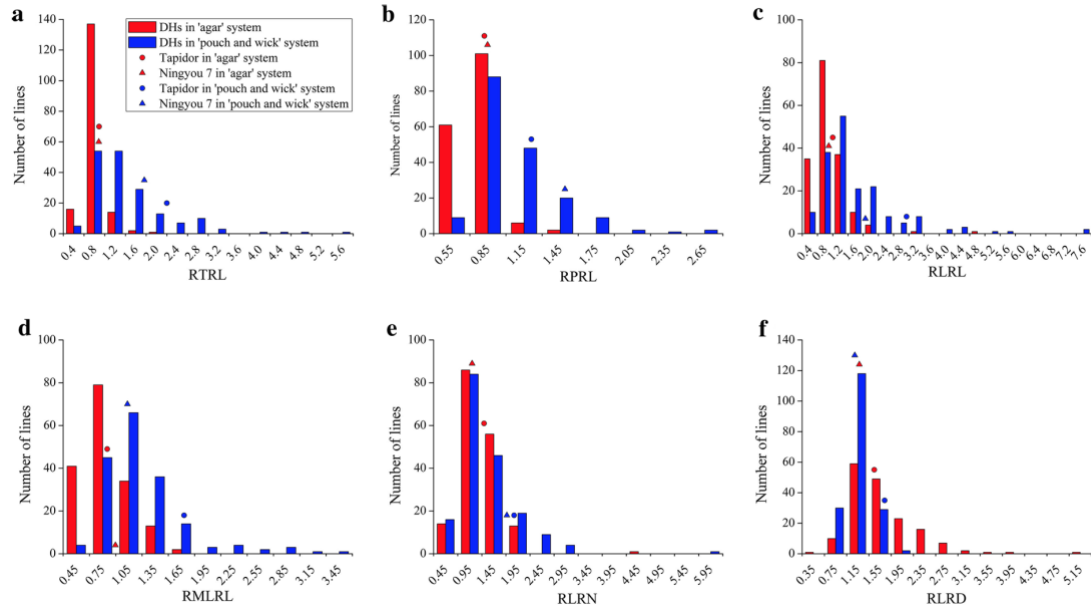 a
140
120
100
80
60
40
20
0
Number of lines
DHs in 'agar' system
DHs in 'pouch and wick' system
Tapidor in 'agar' system
Ningyou 7 in 'agar' system
Tapidor in 'pouch and wick' system
Ningyou 7 in 'pouch and wick' system
0.4 0.8 1.2 1.6 2.0 2.4 2.8 3.2 3.6 4.0 4.8 5.2 5.6
RTRL
b
120
100
80
60
40
20
0
Number of lines
0.55 0.85 1.15 1.45 1.75 2.05 2.35 2.65
RPRL
c
100
80
60
40
20
0
Number of lines
0.4 0.8 1.2 1.6 2.0 2.4 2.8 3.2 3.6 4.0 4.4 4.8 5.2 5.6 6.0 6.4 6.8 7.2 7.6
RLRL
d
100
80
60
40
20
0
Number of lines
0.45 0.75 1.05 1.35 1.65 1.95 2.25 2.55 2.85 3.15 3.45
RMLRL
e
100
80
60
40
20
0
Number of lines
0.45 0.95 1.45 1.95 2.45 2.95 4.45 5.95
RLRN
f
140
120
100
80
60
40
20
0
Number of lines
0.35 0.75 1.15 1.55 1.95 2.35 2.75 3.15 3.55 3.95 4.35 4.75 5.15
RLRD